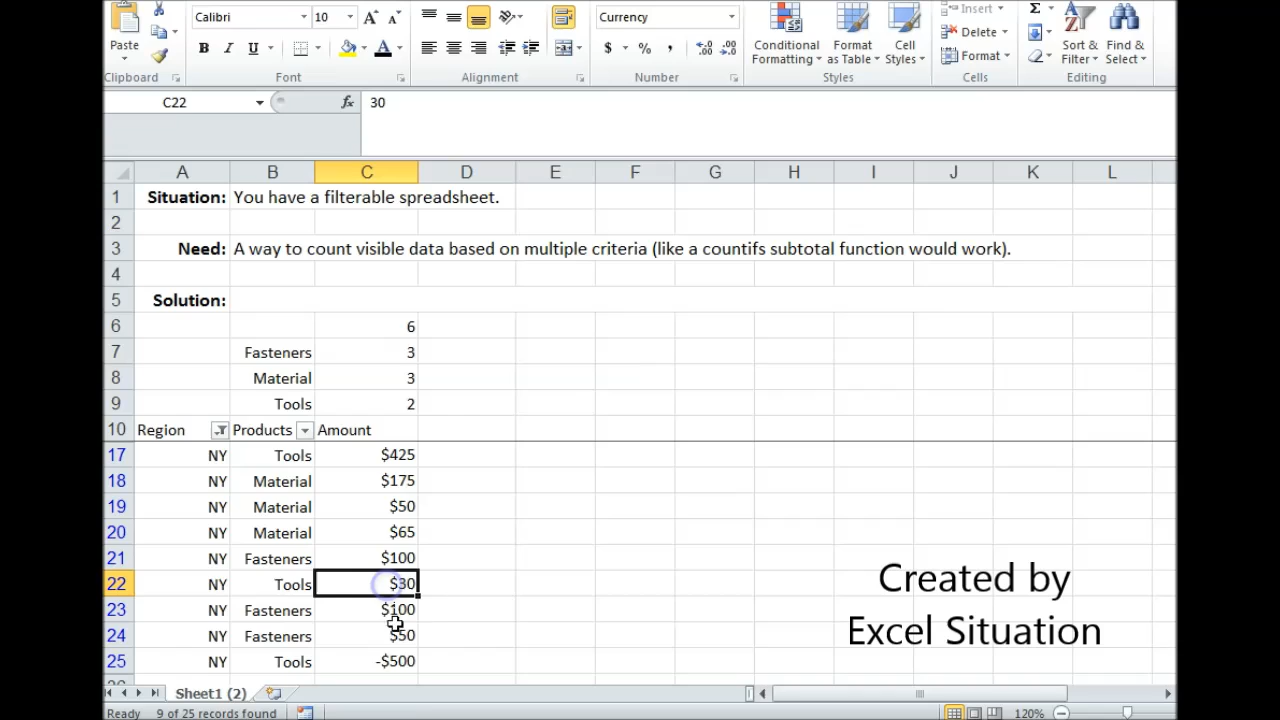 Calibri 10 Currency Insert Σ
Paste B I U $ % , Conditional Formatting Format as Table Cell Styles Delete Format Sort & Filter Find & Select
Clipboard Font Alignment Number Styles Cells Editing
C22 fx 30
A B C D E F G H I J K L
1 Situation: You have a filterable spreadsheet.
2
3 Need: A way to count visible data based on multiple criteria (like a countifs subtotal function would work).
4
5 Solution:
6 6
7 Fasteners 3
8 Material 3
9 Tools 2
10 Region Products Amount
17 NY Tools $425
18 NY Material $175
19 NY Material $50
20 NY Material $65
21 NY Fasteners $100
22 NY Tools $30
23 NY Fasteners $100
24 NY Fasteners $50
25 NY Tools -$500
Created by
Excel Situation
Sheet1 (2)
Ready 9 of 25 records found 120%